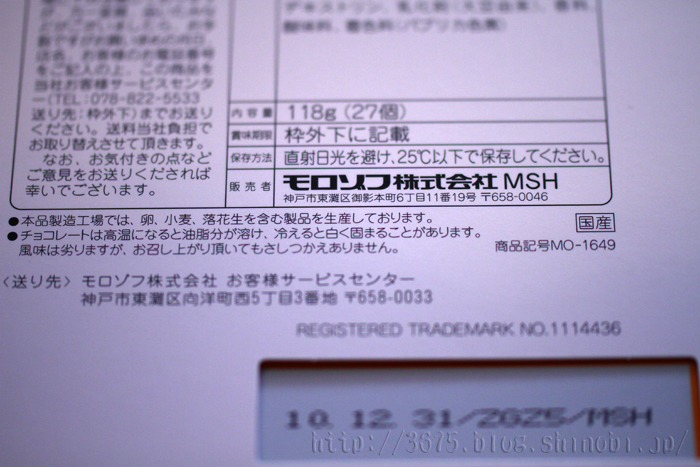 デキストリン、乳化剤(大豆由来)、香料、
酸味料、着色料(パプリカ色素)
店名、お客様のお電話番号
をご記入の上、この商品を
当社お客様サービスセンタ
ー(TEL:078-822-5533
送り先:枠外下)までお送り
ください。送料当社負担で
お取り替えさせて頂きます。
なお、お気付きの点など
ご意見をお送りくだされば
幸いでございます。
内容量 118g(27個)
賞味期限 枠外下に記載
保存方法 直射日光を避け、25℃以下で保存してください。
販売者 モロゾフ株式会社 MSH
神戸市東灘区御影本町6丁目11番19号 〒658-0046
●本品製造工場では、卵、小麦、落花生を含む製品を生産しております。
●チョコレートは高温になると油脂分が溶け、冷えると白く固まることがあります。
風味は劣りますが、お召し上がり頂いてもさしつかえありません。
国産
商品記号MO-1649
〈送り先〉モロゾフ株式会社 お客様サービスセンター
神戸市東灘区向洋町西5丁目3番地 〒658-0033
REGISTERED TRADEMARK NO.1114436
10. 12. 31/ZGZS/MSH
http://3675.blog.shinobi.jp/